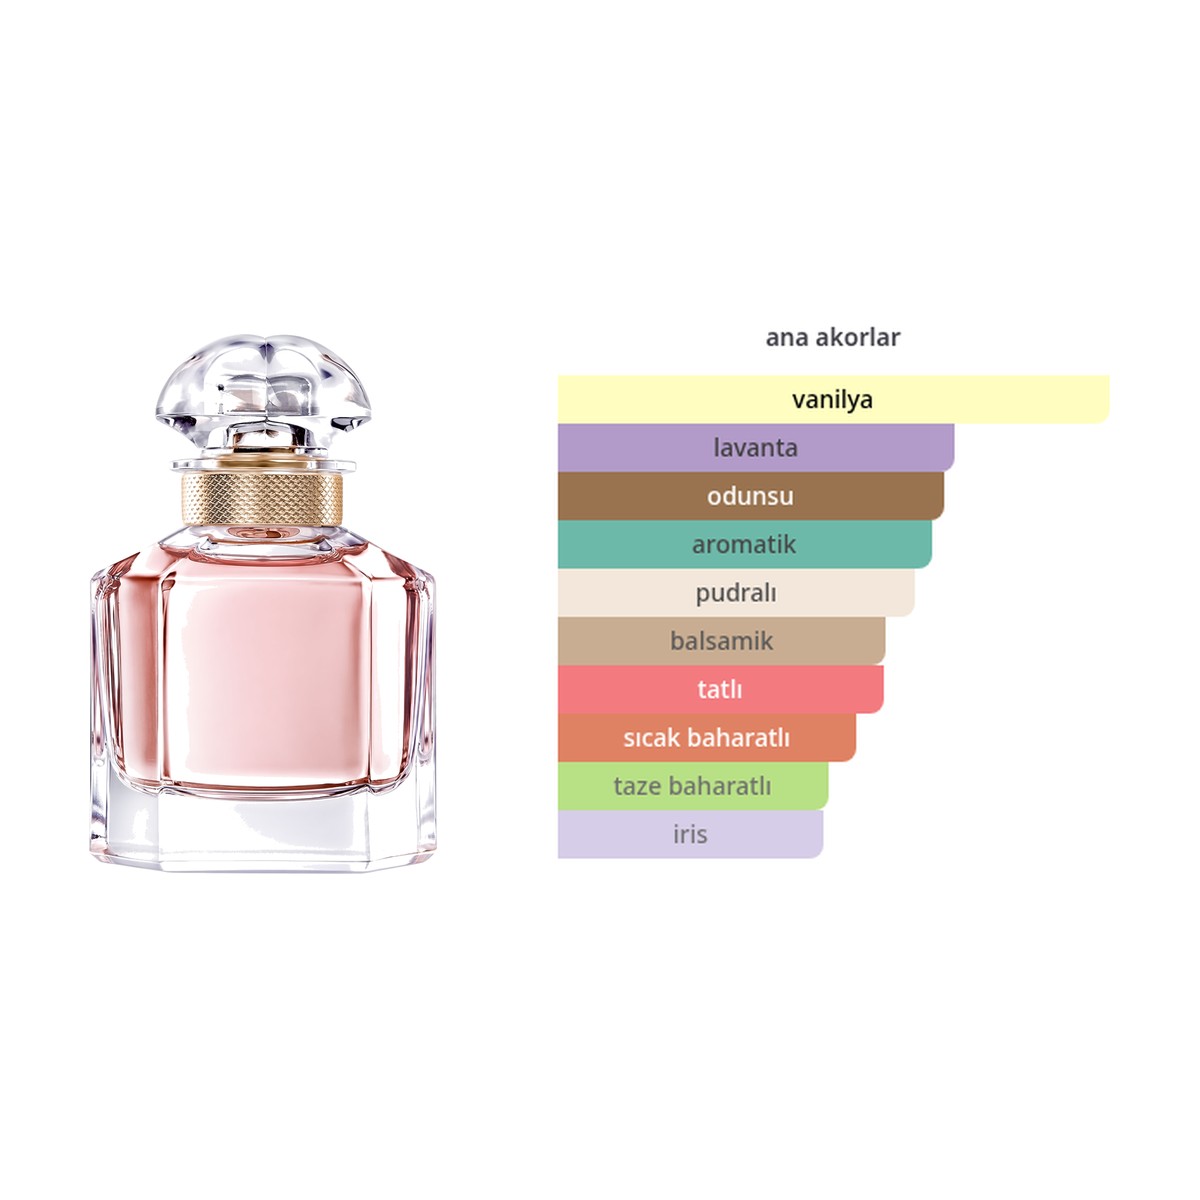 ana akorlar
vanilya
lavanta
odunsu
aromatik
pudralı
balsamik
tatlı
sıcak baharatlı
taze baharatlı
iris